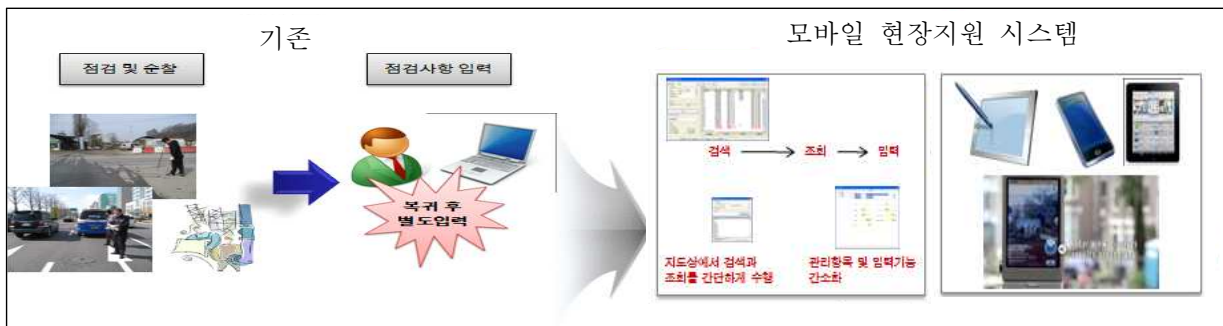 기존
모바일 현장지원 시스템
점검 및 순찰
점검사항 입력
복귀 후
별도입력
검색
조회
입력
지도상에서 검색과
조회를 간단하게 수행
관리항목 및 입력기능
간소화